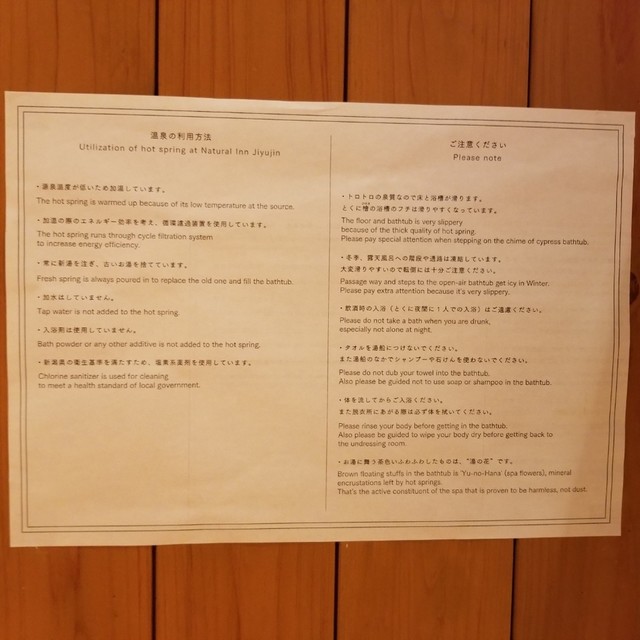 温泉の利用方法
Utilization of hot spring at Natural Inn Jiyujin
・源泉温度が低いため加温しています。
The hot spring is warmed up because of its low temperature at the source.
・加温の際のエネルギー効率を考え、循環濾過装置を使用しています。
The hot spring runs through cycle filtration system
to increase energy efficiency.
・常に新湯を注ぎ、古いお湯を捨てています。
Fresh spring is always poured in to replace the old one and fill the bathtub.
・加水はしていません。
Tap water is not added to the hot spring.
・入浴剤は使用していません。
Bath powder or any other additive is not added to the hot spring.
・新潟県の衛生基準を満たすため、塩素系薬剤を使用しています。
Chlorine sanitizer is used for cleaning
to meet a health standard of local government.
ご注意ください
Please note
・トロトロの泉質なので床と浴槽が滑ります。
とくに檜の浴槽のフチは滑りやすくなっています。
The floor and bathtub is very slippery
because of the thick quality of hot spring.
Please pay special attention when stepping on the chime of cypress bathtub.
・冬季、露天風呂への階段や通路は凍結しています。
大変滑りやすいので転倒には十分ご注意ください。
Passage way and steps to the open-air bathtub get icy in Winter.
Please pay extra attention because it's very slippery.
・飲酒時の入浴（とくに夜間に！人での入浴）はご遠慮ください。
Please do not take a bath when you are drunk,
especially not alone at night.
・タオルを湯船につけないでください。
また湯船のなかでシャンプーや石けんを使わないでください。
Please do not dub your towel into the bathtub.
Also please be guided not to use soap or shampoo in the bathtub.
・体を流してからご入浴ください。
また脱衣所にあがる際は必ず体を拭いてください。
Please rinse your body before getting in the bathtub.
Also please be guided to wipe your body dry before getting back to
the undressing room.
・お湯に舞う茶色いふわふわしたものは、"湯の花" です。
Brown floating stuffs in the bathtub is 'Yu-no-Hana' (spa flowers), mineral
encrustations left by hot springs.
That's the active constituent of the spa that is proven to be harmless, not dust.